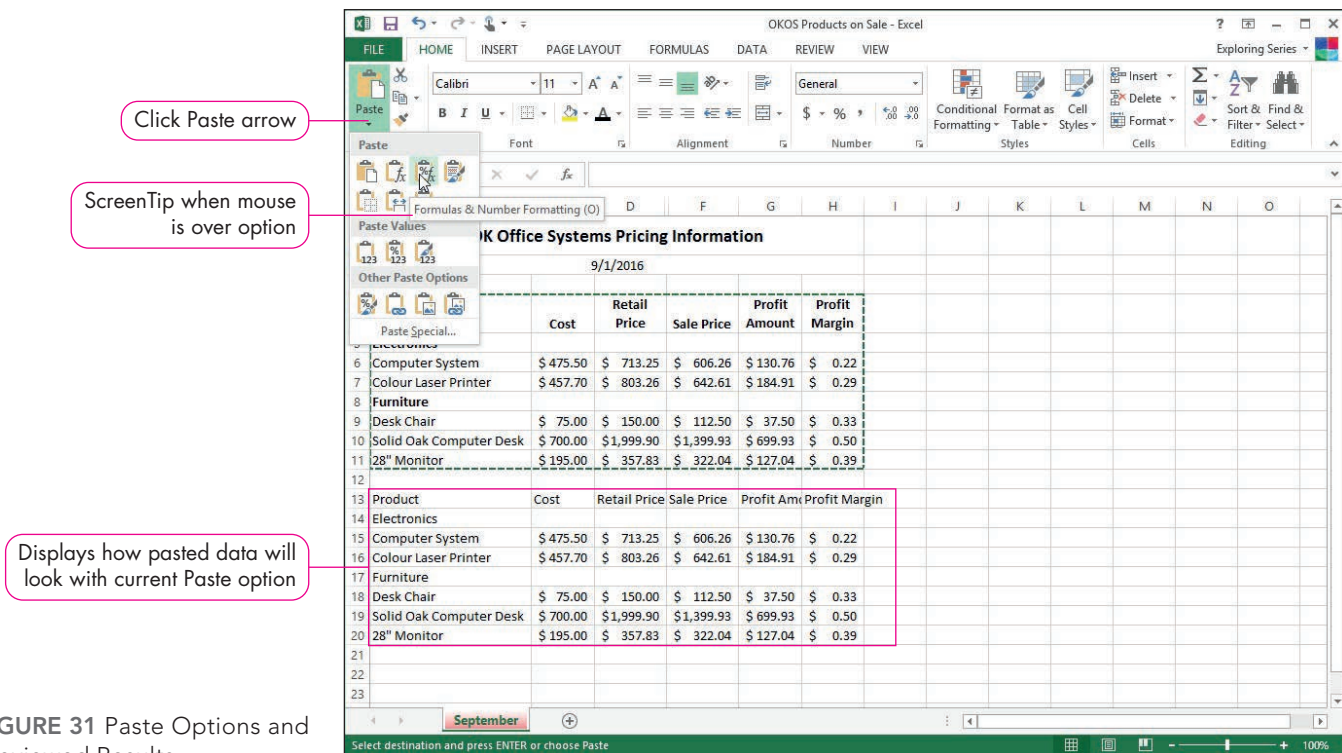 OKOS Products on Sale - Excel
?
FILE HOME INSERT PAGE LAYOUT FORMULAS DATA REVIEW VIEW
Exploring Series
Paste
Calibri 11 A A
General
B I U A
$ % , .00 .0
Conditional Formatting
Format as Table
Cell Styles
Insert
Delete
Format
Sort & Filter
Find & Select
Font Alignment Number Styles Cells Editing
Click Paste arrow
Paste
fx
ScreenTip when mouse
is over option
Formulas & Number Formatting (O)
D F G H I J K L M N O
Paste Values
123 123 123
OK Office Systems Pricing Information
9/1/2016
Other Paste Options
Paste Special...
Cost Retail Price Sale Price Profit Amount Profit Margin
5 Electronics
6 Computer System $ 475.50 $ 713.25 $ 606.26 $ 130.76 $ 0.22
7 Colour Laser Printer $ 457.70 $ 803.26 $ 642.61 $ 184.91 $ 0.29
8 Furniture
9 Desk Chair $ 75.00 $ 150.00 $ 112.50 $ 37.50 $ 0.33
10 Solid Oak Computer Desk $ 700.00 $1,999.90 $1,399.93 $ 699.93 $ 0.50
11 28" Monitor $ 195.00 $ 357.83 $ 322.04 $ 127.04 $ 0.39
12
13 Product Cost Retail Price Sale Price Profit Amo Profit Margin
14 Electronics
15 Computer System $ 475.50 $ 713.25 $ 606.26 $ 130.76 $ 0.22
16 Colour Laser Printer $ 457.70 $ 803.26 $ 642.61 $ 184.91 $ 0.29
17 Furniture
18 Desk Chair $ 75.00 $ 150.00 $ 112.50 $ 37.50 $ 0.33
19 Solid Oak Computer Desk $ 700.00 $1,999.90 $1,399.93 $ 699.93 $ 0.50
20 28" Monitor $ 195.00 $ 357.83 $ 322.04 $ 127.04 $ 0.39
21
22
23
Displays how pasted data will
look with current Paste option
September
Select destination and press ENTER or choose Paste
100%
GURE 31 Paste Options and